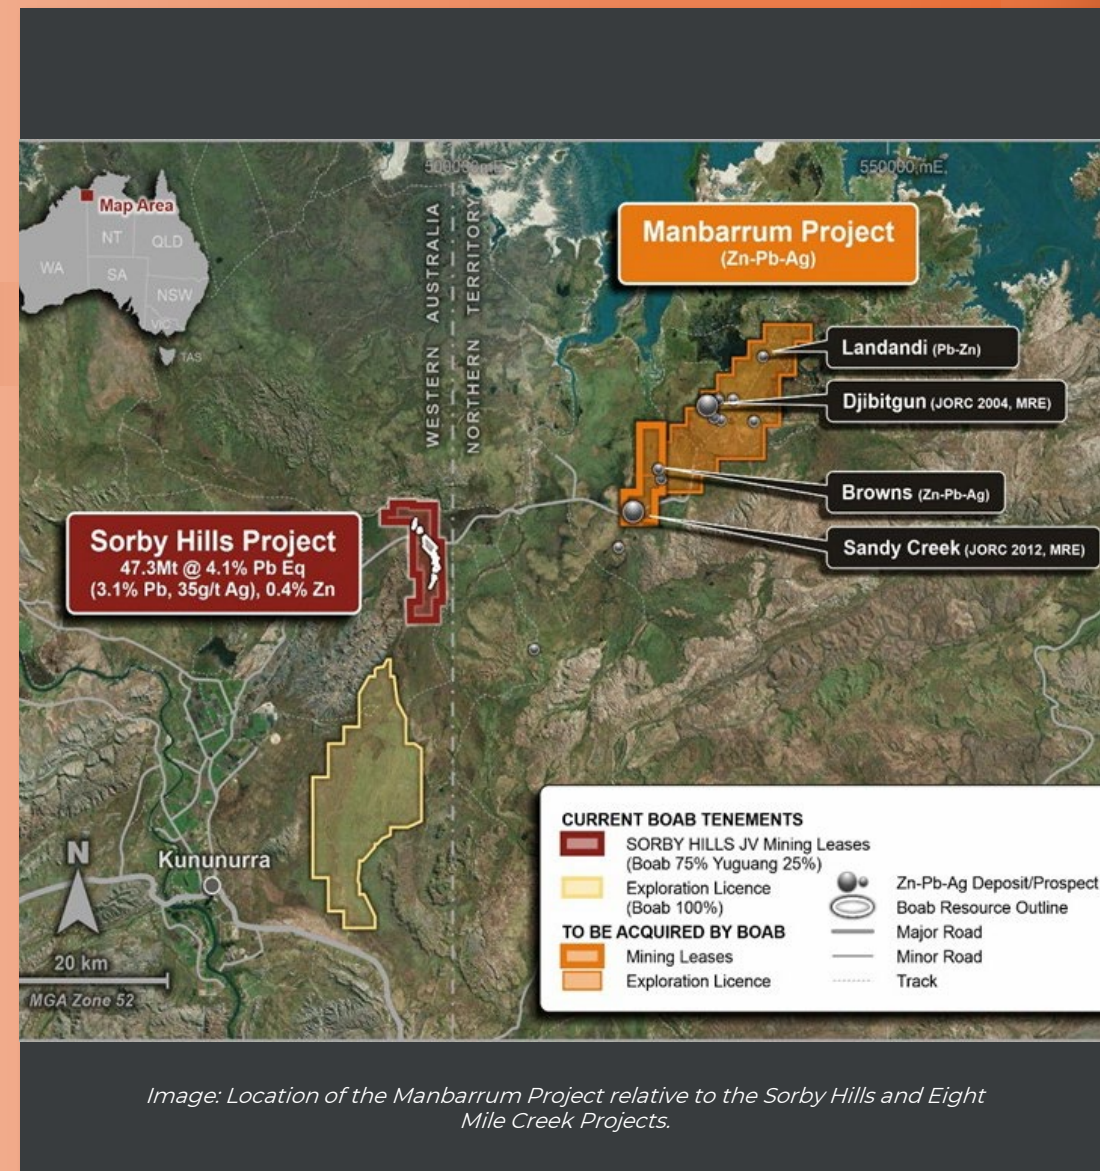 500000mE
550000 mE
Map Area
NT
QLD
WA
SA
NSW
VIC
TAS
WESTERN AUSTRALIA
NORTHERN TERRITORY
Manbarrum Project
(Zn-Pb-Ag)
Landandi (Pb-Zn)
Djibitgun (JORC 2004, MRE)
Browns (Zn-Pb-Ag)
Sandy Creek (JORC 2012, MRE)
Sorby Hills Project
47.3Mt @ 4.1% Pb Eq
(3.1% Pb, 35g/t Ag), 0.4% Zn
Kununurra
N
20 km
MGA Zone 52
CURRENT BOAB TENEMENTS
SORBY HILLS JV Mining Leases
(Boab 75% Yuguang 25%)
Exploration Licence
(Boab 100%)
TO BE ACQUIRED BY BOAB
Mining Leases
Exploration Licence
Zn-Pb-Ag Deposit/Prospect
Boab Resource Outline
Major Road
Minor Road
Track
Image: Location of the Manbarrum Project relative to the Sorby Hills and Eight
Mile Creek Projects.